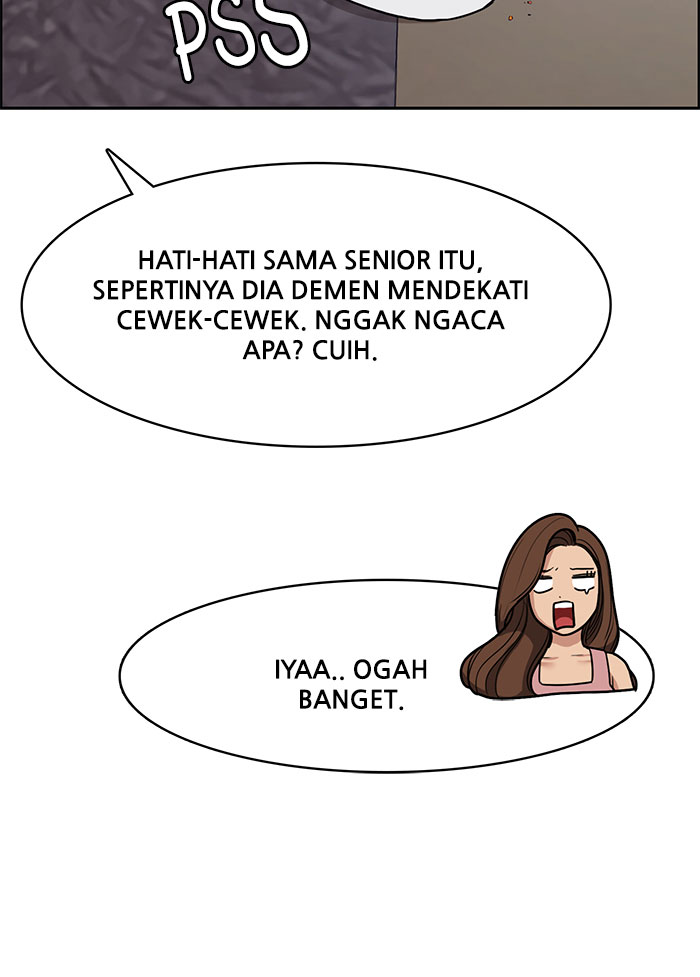 PSS
HATI-HATI SAMA SENIOR ITU,
SEPERTINYA DIA DEMEN MENDEKATI
CEWEK-CEWEK. NGGAK NGACA
APA? CUIH.
IYAA.. OGAH
BANGET.